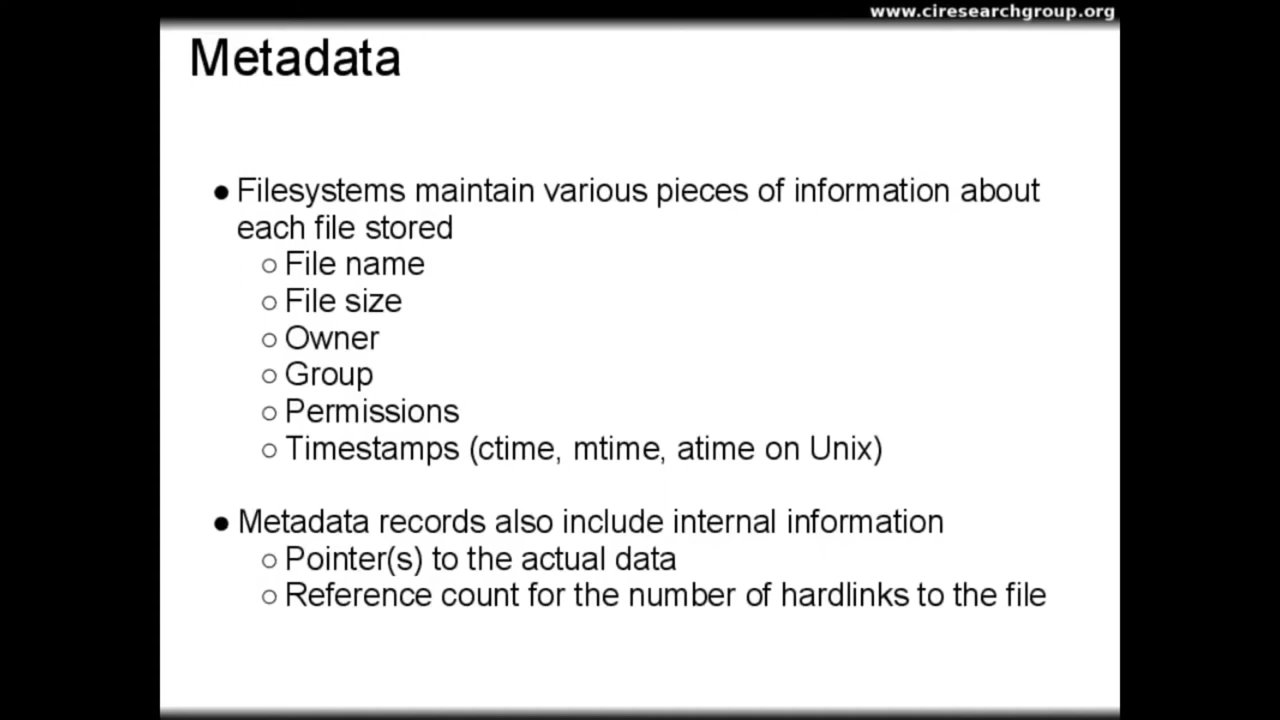 www.ciresearchgroup.org
Metadata
● Filesystems maintain various pieces of information about
each file stored
○ File name
○ File size
○ Owner
○ Group
○ Permissions
○ Timestamps (ctime, mtime, atime on Unix)
● Metadata records also include internal information
○ Pointer(s) to the actual data
○ Reference count for the number of hardlinks to the file